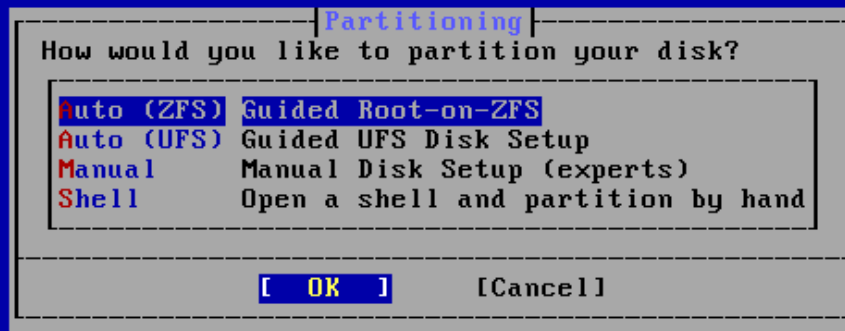 Partitioning
How would you like to partition your disk?
Auto (ZFS) Guided Root-on-ZFS
Auto (UFS) Guided UFS Disk Setup
Manual Manual Disk Setup (experts)
Shell Open a shell and partition by hand
[ OK ] [Cancel]